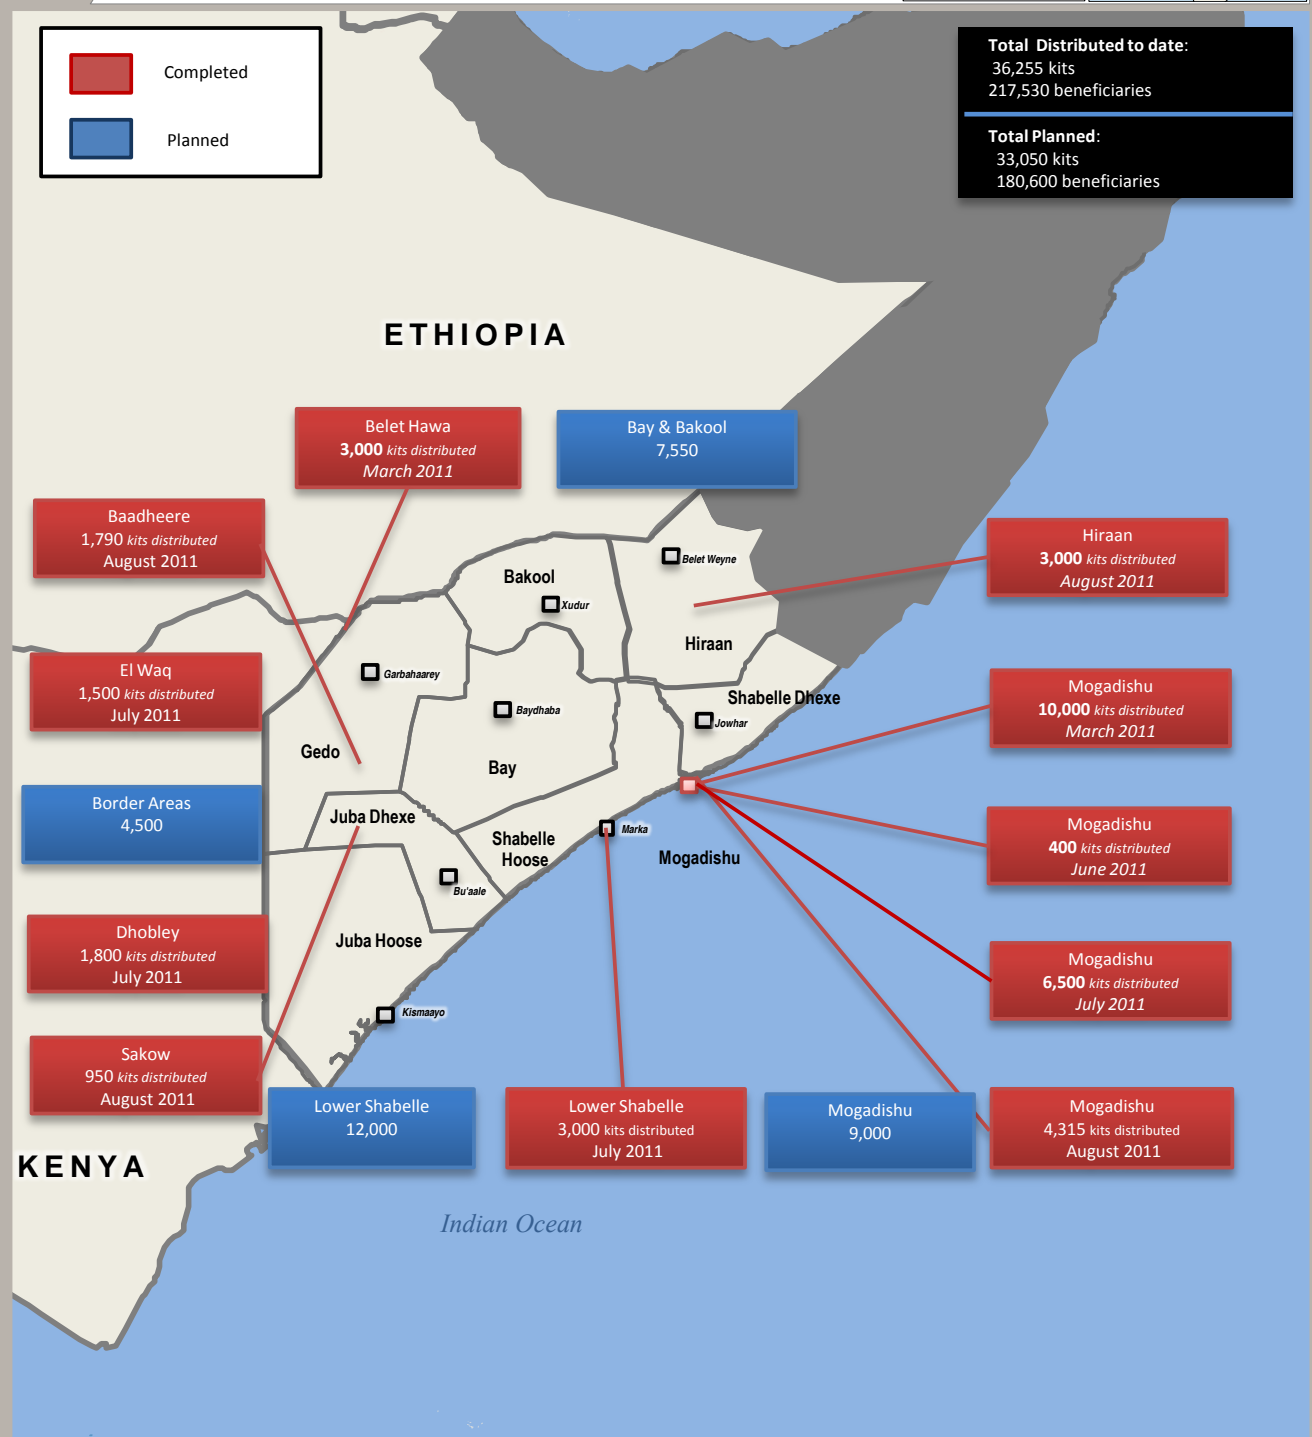 Completed
Planned
Total Distributed to date:
36,255 kits
217,530 beneficiaries
Total Planned:
33,050 kits
180,600 beneficiaries
ETHIOPIA
Belet Hawa
3,000 kits distributed
March 2011
Bay & Bakool
7,550
Baadheere
1,790 kits distributed
August 2011
Hiraan
3,000 kits distributed
August 2011
Belet Weyne
Bakool
Xudur
Hiraan
El Waq
1,500 kits distributed
July 2011
Garbahaarey
Shabelle Dhexe
Mogadishu
10,000 kits distributed
March 2011
Baydhaba
Jowhar
Gedo
Bay
Border Areas
4,500
Juba Dhexe
Shabelle
Hoose
Marka
Mogadishu
Mogadishu
400 kits distributed
June 2011
Bu'aale
Dhobley
1,800 kits distributed
July 2011
Juba Hoose
Mogadishu
6,500 kits distributed
July 2011
Kismaayo
Sakow
950 kits distributed
August 2011
Lower Shabelle
12,000
Lower Shabelle
3,000 kits distributed
July 2011
Mogadishu
9,000
Mogadishu
4,315 kits distributed
August 2011
KENYA
Indian Ocean